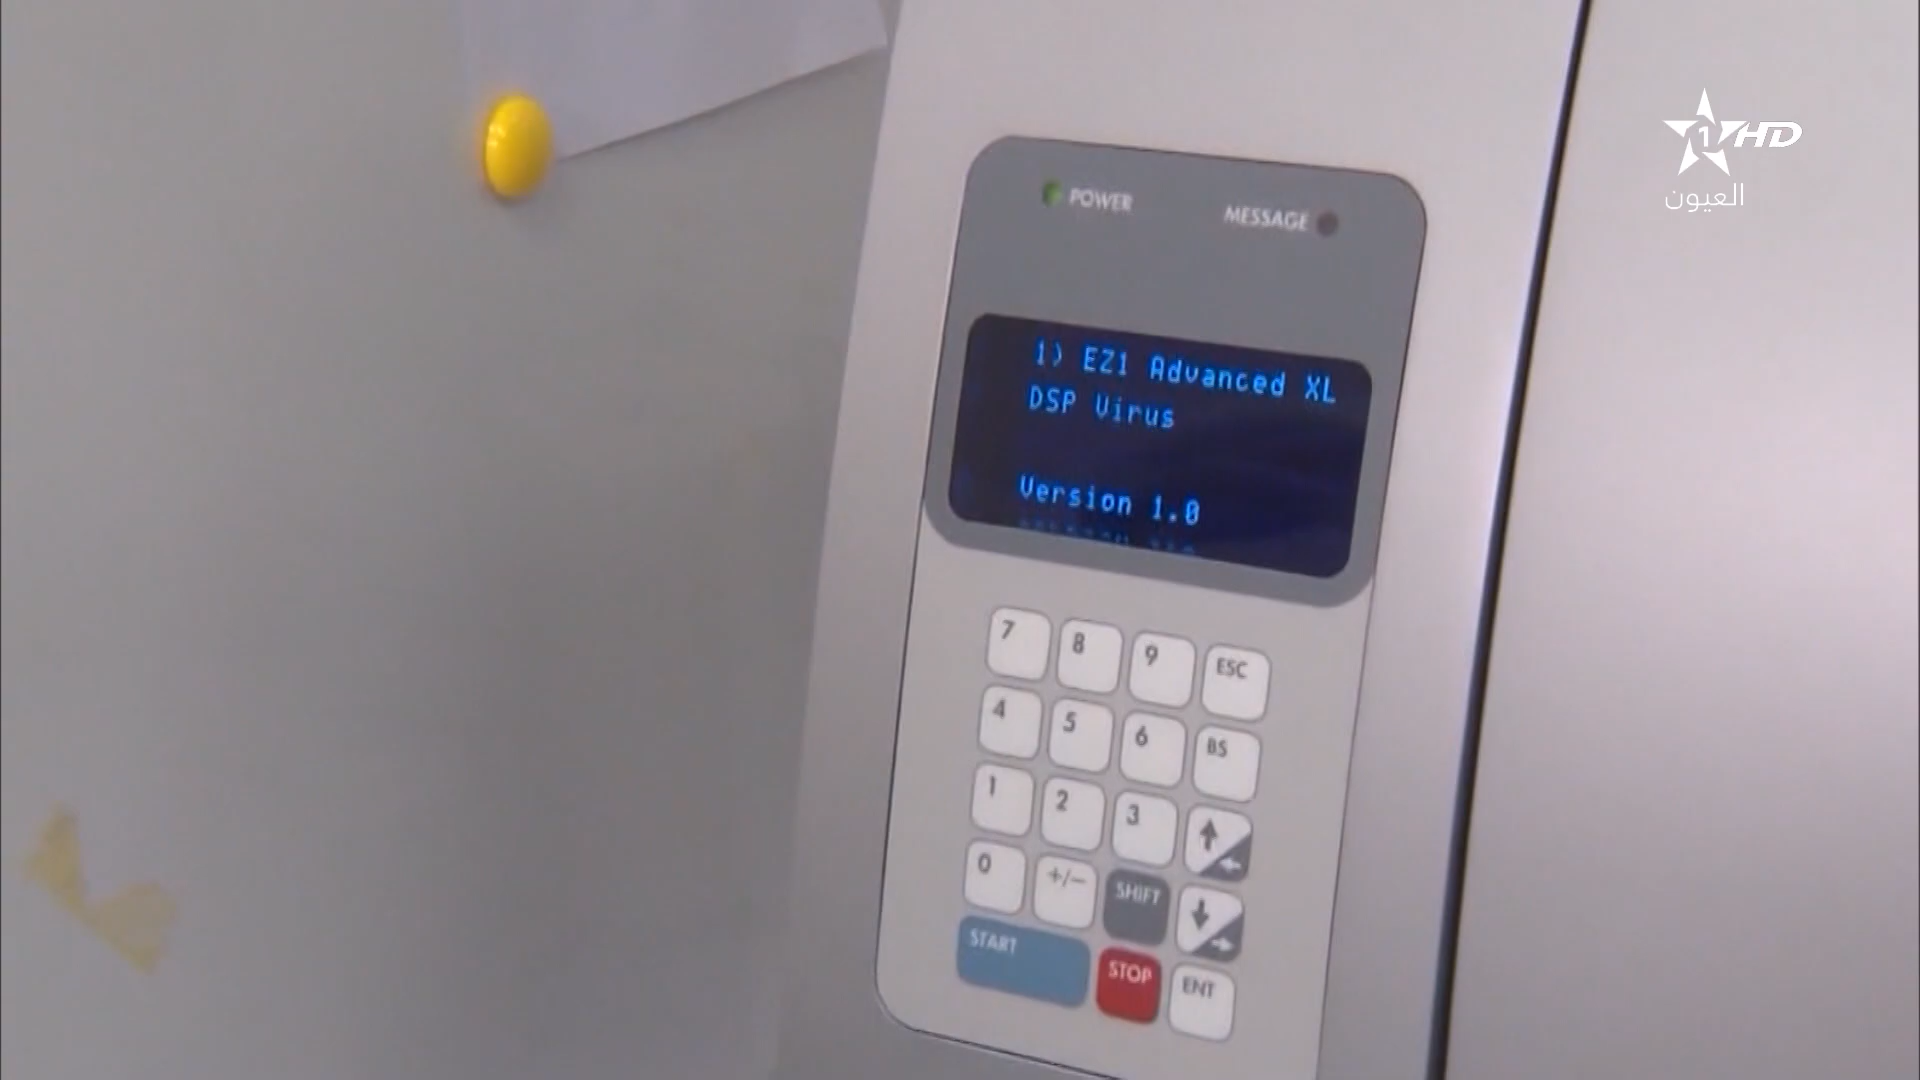 1 HD
العيون
POWER
MESSAGE
1) EZ1 Advanced XL
DSP Virus
Version 1.0
7 8 9 ESC
4 5 6 BS
1 2 3
0 +/− SHIFT
START STOP ENT